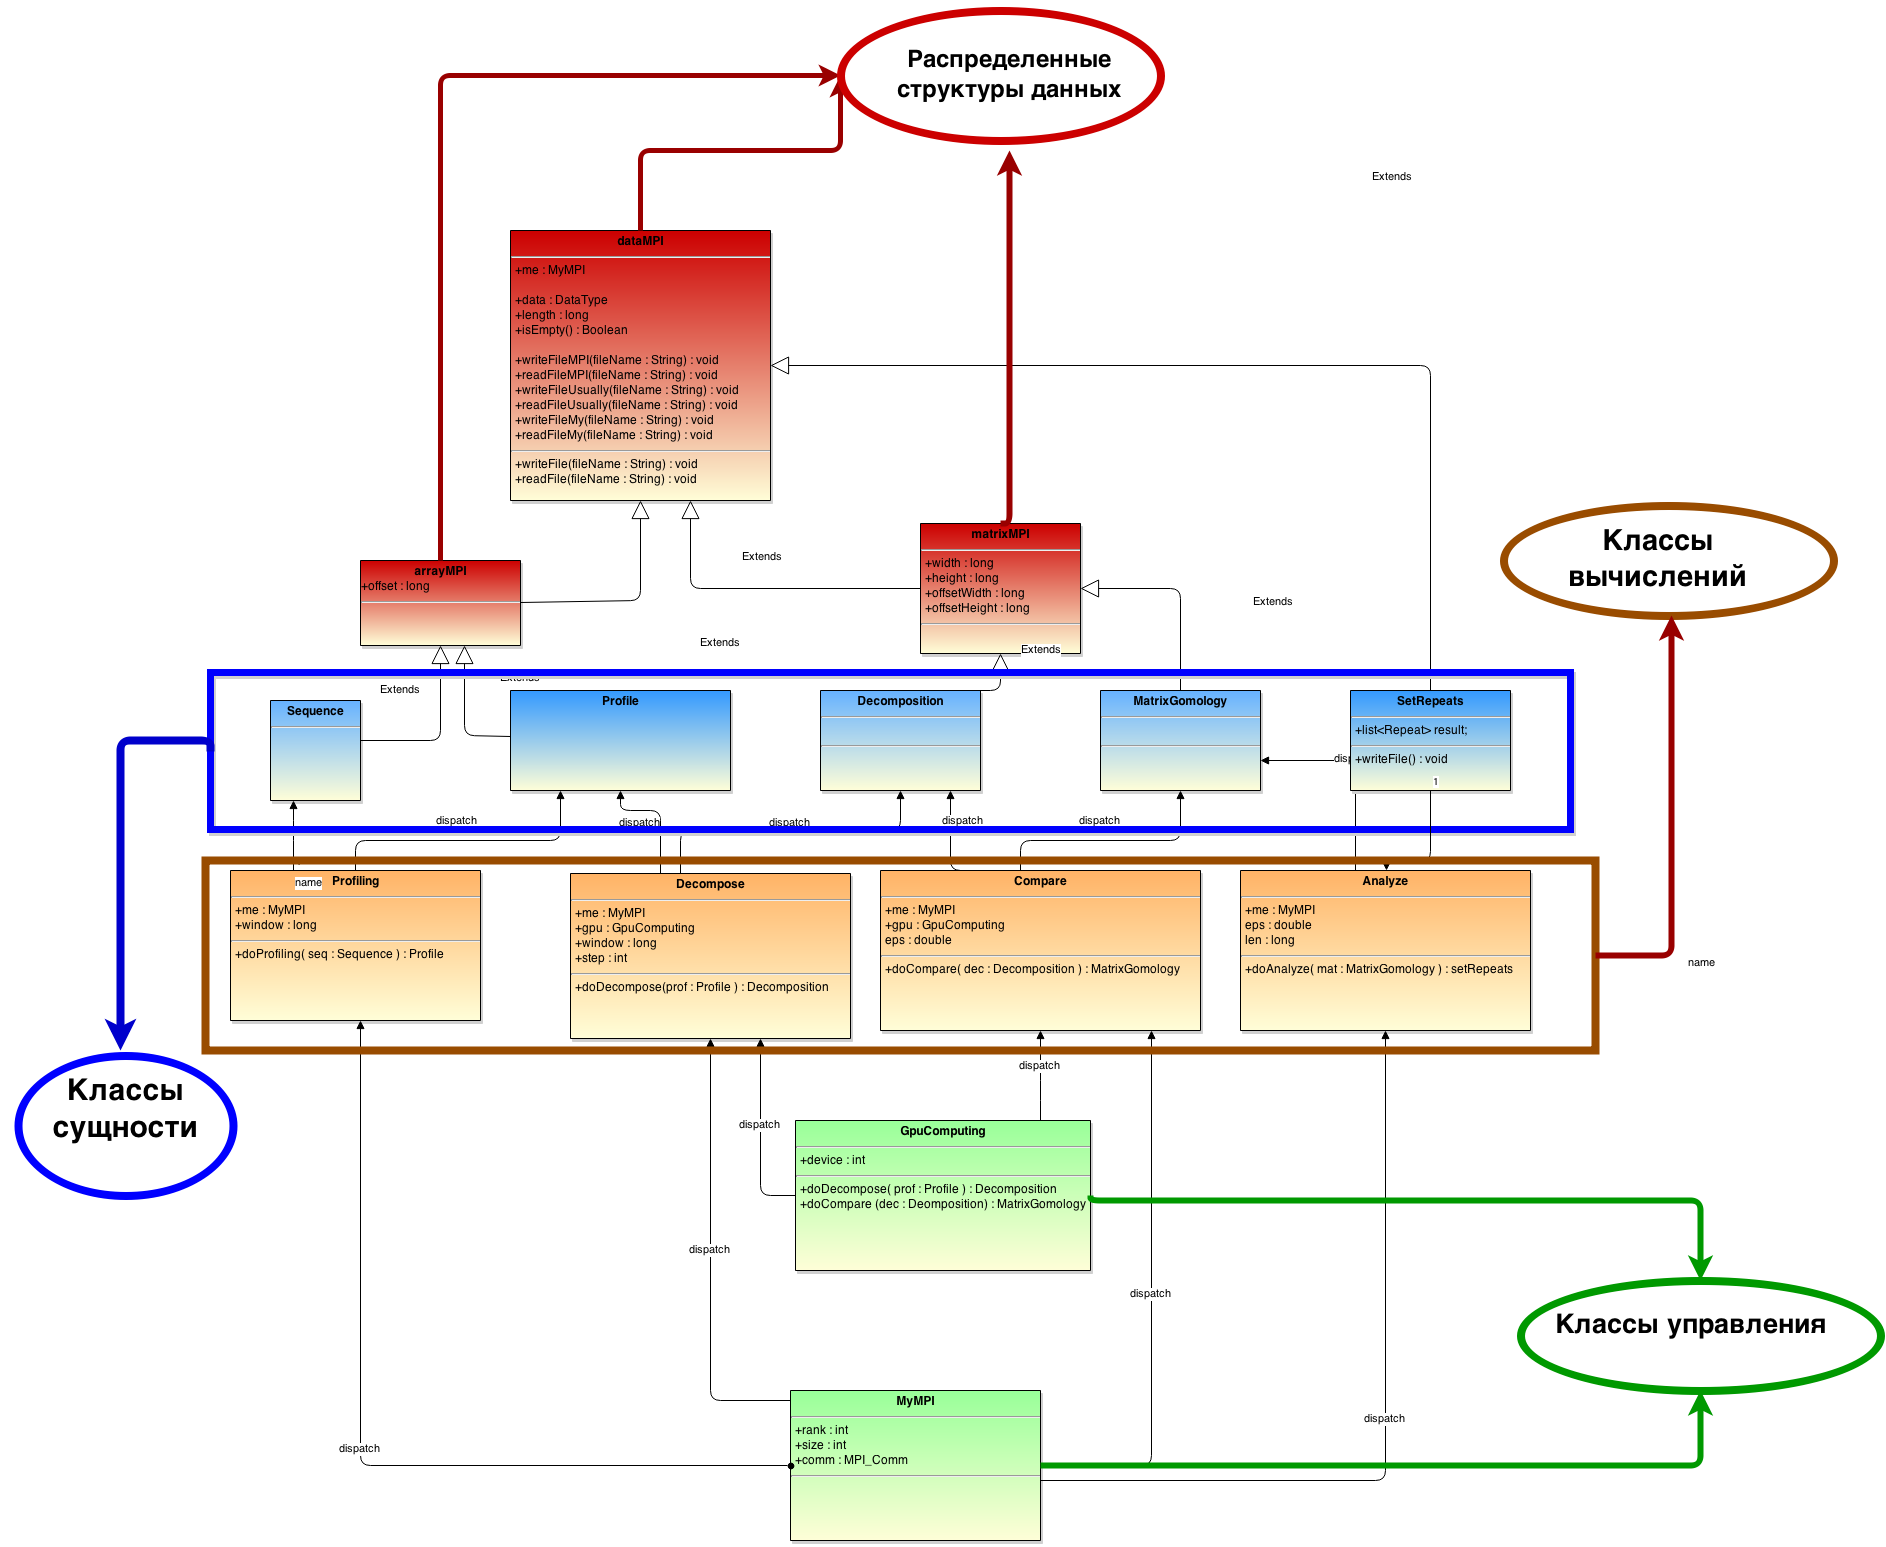 Распределенные
структуры данных
Extends
dataMPI
+me : MyMPI
+data : DataType
+length : long
+isEmpty() : Boolean
+writeFileMPI(fileName : String) : void
+readFileMPI(fileName : String) : void
+writeFileUsually(fileName : String) : void
+readFileUsually(fileName : String) : void
+writeFileMy(fileName : String) : void
+readFileMy(fileName : String) : void
+writeFile(fileName : String) : void
+readFile(fileName : String) : void
Extends
matrixMPI
+width : long
+height : long
+offsetWidth : long
+offsetHeight : long
arrayMPI
+offset : long
Классы
вычислений
Extends
Extends
Extends
Extends
Extends
Sequence
Profile
Decomposition
MatrixGomology
SetRepeats
+list<Repeat> result;
+writeFile() : void
1
disp
dispatch
dispatch
dispatch
dispatch
dispatch
name
Profiling
+me : MyMPI
+window : long
+doProfiling( seq : Sequence ) : Profile
Decompose
+me : MyMPI
+gpu : GpuComputing
+window : long
+step : int
+doDecompose(prof : Profile ) : Decomposition
Compare
+me : MyMPI
+gpu : GpuComputing
eps : double
+doCompare( dec : Decomposition ) : MatrixGomology
Analyze
+me : MyMPI
eps : double
len : long
+doAnalyze( mat : MatrixGomology ) : setRepeats
name
Классы
сущности
dispatch
dispatch
GpuComputing
+device : int
+doDecompose( prof : Profile ) : Decomposition
+doCompare (dec : Deomposition) : MatrixGomology
dispatch
dispatch
Классы управления
MyMPI
+rank : int
+size : int
+comm : MPI_Comm
dispatch
dispatch